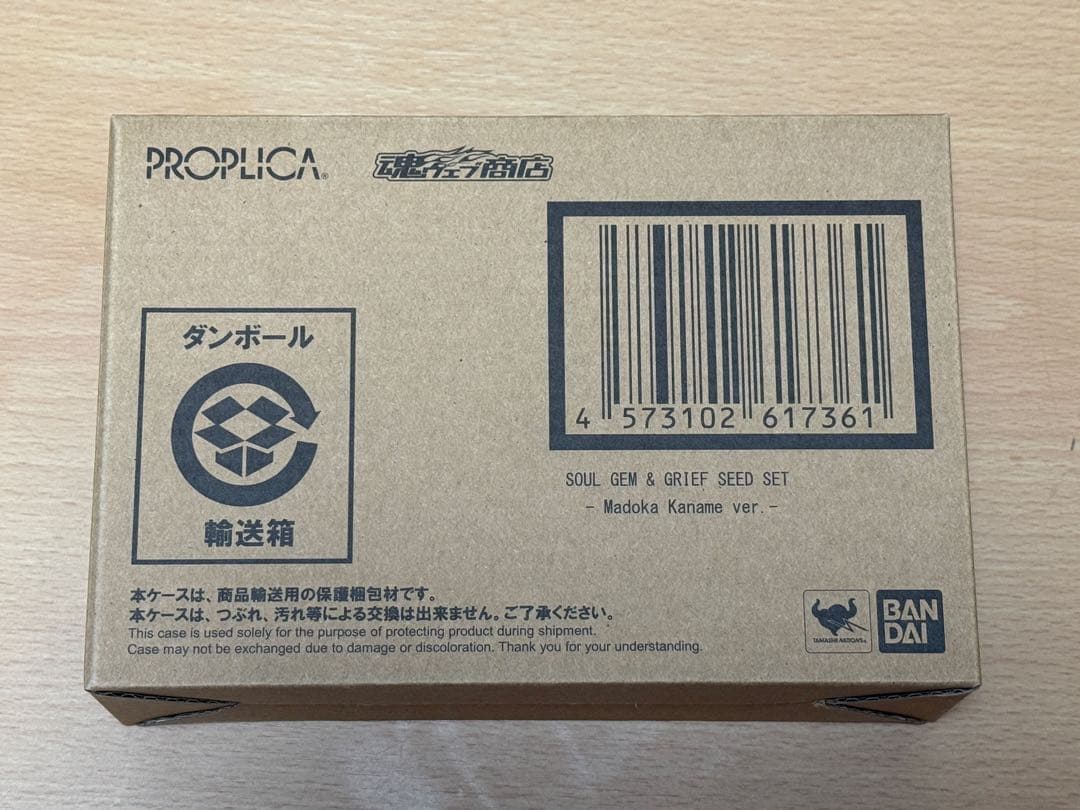 PROPLICA®
魂ウェブ商店
4 573102 617361
SOUL GEM & GRIEF SEED SET
- Madoka Kaname ver.-
ダンボール
輸送箱
本ケースは、商品輸送用の保護梱包材です。
本ケースは、つぶれ、汚れ等による交換は出来ません。ご了承ください。
This case is used solely for the purpose of protecting product during shipment.
Case may not be exchanged due to damage or discoloration. Thank you for your understanding.
TAMASHII NATIONS
BAN
DAI